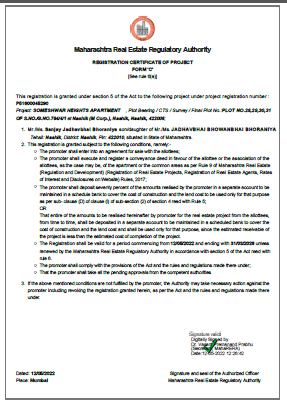 Maharashtra Real Estate Regulatory Authority
REGISTRATION CERTIFICATE OF PROJECT
FORM 'C'
[See rule 6(a)]
This registration is granted under section 5 of the Act to the following project under project registration number :
Project: SOMESHWAR HEIGHTS APARTMENT , Plot Bearing / CTS / Survey / Final Plot No.: PLOT NO.28,29,30,31
at Nashik (M Corp.), Nashik, Nashik, 422009;
1. Mr./Ms. Sanjay Jadhavbhai Bhoraniya son/daughter of Mr./Ms. JADHAVBHAI BHOWANBHAI BHORANIYA
Tehsil: Nashik, District: Nashik, Pin: 422010, situated in State of Maharashtra.
2. This registration is granted subject to the following conditions, namely:-
○ The promoter shall enter into an agreement for sale with the allottees;
○ The promoter shall execute and register a conveyance deed in favour of the allottee or the association of the
allottees, as the case may be, of the apartment or the common areas as per Rule 9 of Maharashtra Real Estate
(Regulation and Development) (Registration of Real Estate Projects, Registration of Real Estate Agents, Rates
of Interest and Disclosures on Website) Rules, 2017;
○ The promoter shall deposit seventy percent of the amounts realised by the promoter in a separate account to be
maintained in a schedule bank to cover the cost of construction and the land cost to be used only for that purpose
as per sub- clause (D) of clause (l) of sub-section (2) of section 4 read with Rule 5;
OR
That entire of the amounts to be realised hereinafter by promoter for the real estate project from the allottees,
from time to time, shall be deposited in a separate account to be maintained in a scheduled bank to cover the
cost of construction and the land cost and shall be used only for that purpose, since the estimated receivable of
the project is less than the estimated cost of completion of the project.
○ The Registration shall be valid for a period commencing from 12/05/2022 and ending with 31/03/2028 unless
renewed by the Maharashtra Real Estate Regulatory Authority in accordance with section 5 of the Act read with
rule 6.
○ The promoter shall comply with the provisions of the Act and the rules and regulations made there under;
○ That the promoter shall take all the pending approvals from the competent authorities
3. If the above mentioned conditions are not fulfilled by the promoter, the Authority may take necessary action against the
promoter including revoking the registration granted herein, as per the Act and the rules and regulations made there
under.
Signature valid
Digitally Signed by
Dr. Vasant Premanand Prabhu
(Secretary, MahaRERA)
Date:12-05-2022 12:26:42
Dated: 12/05/2022
Place: Mumbai
Signature and seal of the Authorized Officer
Maharashtra Real Estate Regulatory Authority